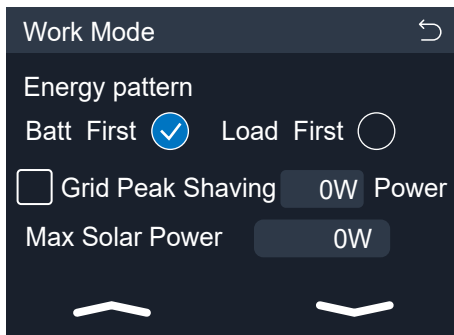 Work Mode
Energy pattern
Batt First Load First
Grid Peak Shaving 0W Power
Max Solar Power 0W